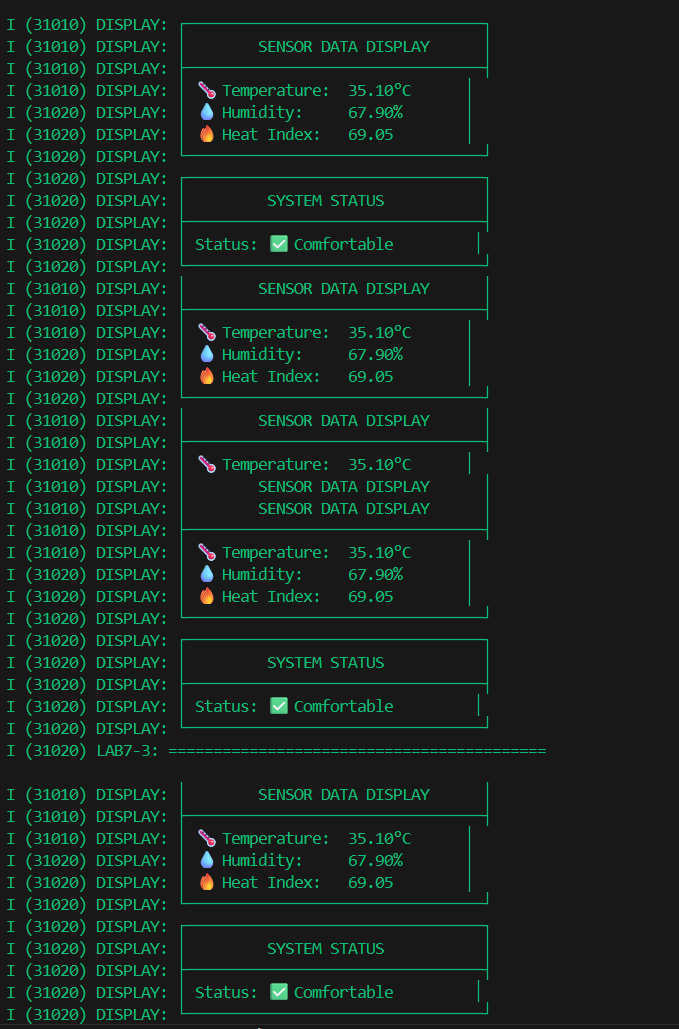 I (31010) DISPLAY: ┌─────────────────────────────────┐
I (31010) DISPLAY: │        SENSOR DATA DISPLAY      │
I (31010) DISPLAY: ├─────────────────────────────────┤
I (31010) DISPLAY: │ 🌡️ Temperature:  35.10°C      │
I (31020) DISPLAY: │ 💧 Humidity:     67.90%       │
I (31020) DISPLAY: │ 🔥 Heat Index:   69.05        │
I (31020) DISPLAY: └─────────────────────────────────┘
I (31020) DISPLAY: ┌─────────────────────────────────┐
I (31020) DISPLAY: │         SYSTEM STATUS           │
I (31020) DISPLAY: ├─────────────────────────────────┤
I (31020) DISPLAY: │ Status: ✅ Comfortable         │
I (31020) DISPLAY: └─────────────────────────────────┘
I (31010) DISPLAY: │        SENSOR DATA DISPLAY      │
I (31010) DISPLAY: ├─────────────────────────────────┤
I (31010) DISPLAY: │ 🌡️ Temperature:  35.10°C      │
I (31020) DISPLAY: │ 💧 Humidity:     67.90%       │
I (31020) DISPLAY: │ 🔥 Heat Index:   69.05        │
I (31020) DISPLAY: └─────────────────────────────────┘
I (31010) DISPLAY: │        SENSOR DATA DISPLAY      │
I (31010) DISPLAY: ├─────────────────────────────────┤
I (31010) DISPLAY: │ 🌡️ Temperature:  35.10°C      │
I (31010) DISPLAY: │        SENSOR DATA DISPLAY      │
I (31010) DISPLAY: │        SENSOR DATA DISPLAY      │
I (31010) DISPLAY: ├─────────────────────────────────┤
I (31010) DISPLAY: │ 🌡️ Temperature:  35.10°C      │
I (31020) DISPLAY: │ 💧 Humidity:     67.90%       │
I (31020) DISPLAY: │ 🔥 Heat Index:   69.05        │
I (31020) DISPLAY: └─────────────────────────────────┘
I (31020) DISPLAY: ┌─────────────────────────────────┐
I (31020) DISPLAY: │         SYSTEM STATUS           │
I (31020) DISPLAY: ├─────────────────────────────────┤
I (31020) DISPLAY: │ Status: ✅ Comfortable         │
I (31020) DISPLAY: └─────────────────────────────────┘
I (31020) LAB7-3: ==========================================
I (31010) DISPLAY: │        SENSOR DATA DISPLAY      │
I (31010) DISPLAY: ├─────────────────────────────────┤
I (31010) DISPLAY: │ 🌡️ Temperature:  35.10°C      │
I (31020) DISPLAY: │ 💧 Humidity:     67.90%       │
I (31020) DISPLAY: │ 🔥 Heat Index:   69.05        │
I (31020) DISPLAY: └─────────────────────────────────┘
I (31020) DISPLAY: ┌─────────────────────────────────┐
I (31020) DISPLAY: │         SYSTEM STATUS           │
I (31020) DISPLAY: ├─────────────────────────────────┤
I (31020) DISPLAY: │ Status: ✅ Comfortable         │
I (31020) DISPLAY: └─────────────────────────────────┘